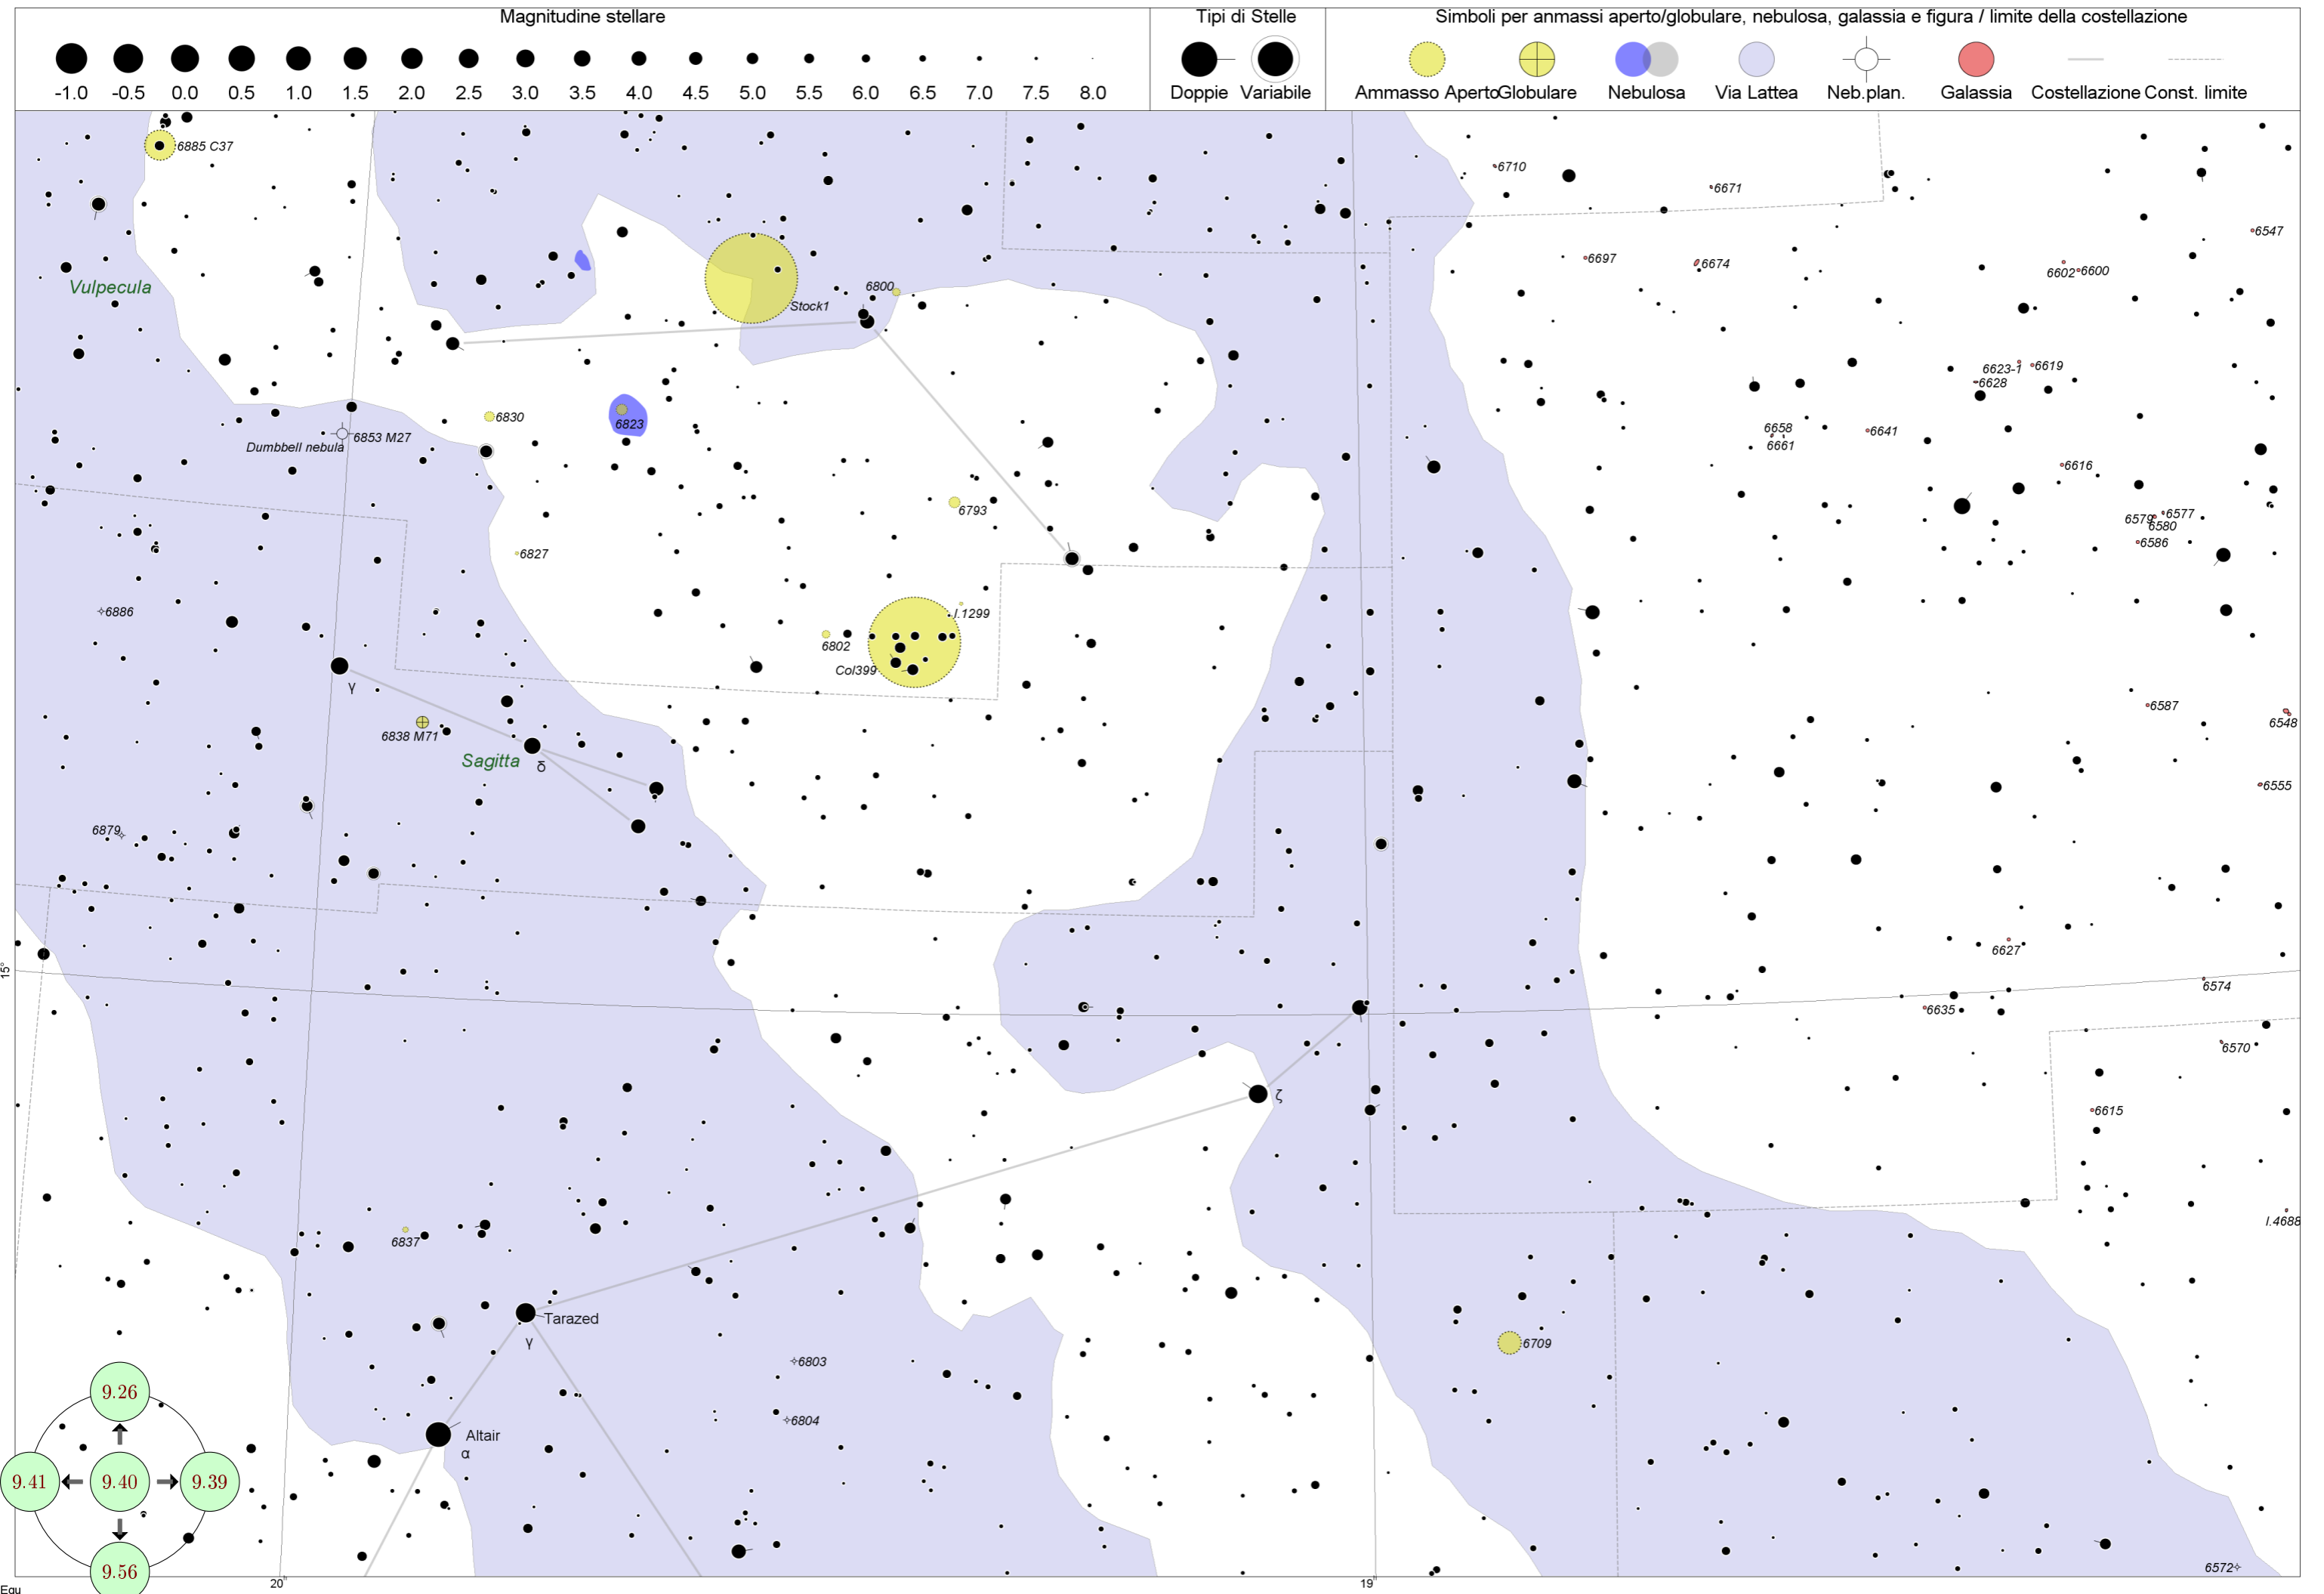 Magnitudine stellare
Tipi di Stelle
Simboli per anmassi aperto/globulare, nebulosa, galassia e figura / limite della costellazione
-1.0 -0.5 0.0 0.5 1.0 1.5 2.0 2.5 3.0 3.5 4.0 4.5 5.0 5.5 6.0 6.5 7.0 7.5 8.0
Doppie Variabile
Ammasso Aperto Globulare Nebulosa Via Lattea Neb.plan. Galassia Costellazione Const. limite
6885 C37
6710
6671
6547
6697
6674
6602 6600
Vulpecula
6800
Stock1
6623-1 6619
6628
6830
6823
6853 M27
Dumbbell nebula
6658
6661
6641
6616
6793
6579 6577
6580
6586
6827
6886
I.1299
6802
Col399
γ
6838 M71
6587
6548
Sagitta
δ
6555
6879
6627
15°
6574
6635
6570
ζ
6615
6837
I.4688
Tarazed
γ
6709
6803
9.26
6804
Altair
α
9.41 9.40 9.39
9.56
6572
20h
19h
Equ